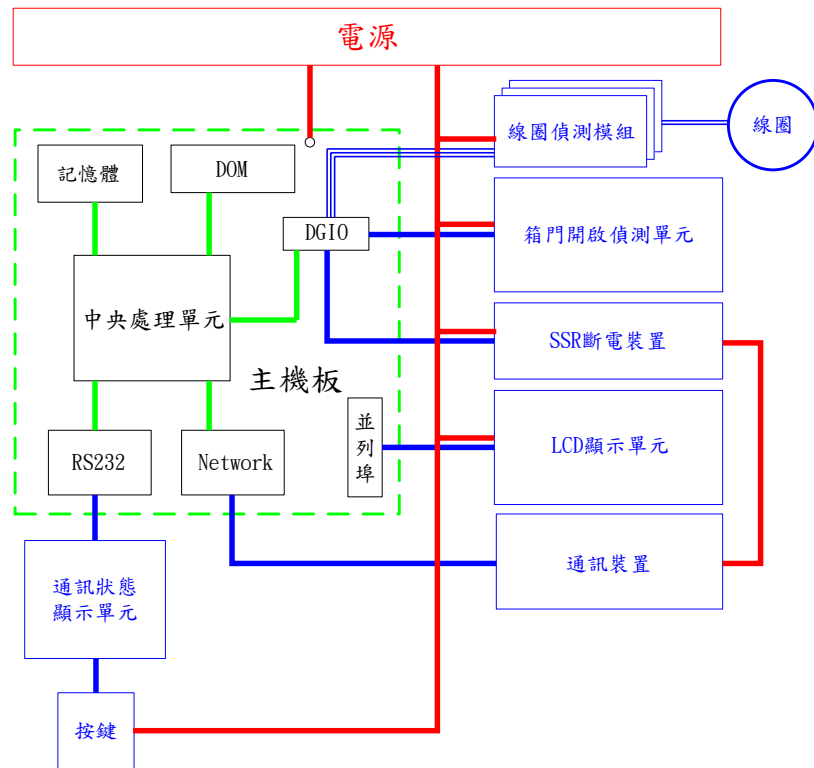 電源
線圈偵測模組
線圈
記憶體
DOM
DGIO
箱門開啟偵測單元
中央處理單元
SSR斷電裝置
主機板
並
列
埠
LCD顯示單元
RS232
Network
通訊裝置
通訊狀態
顯示單元
按鍵